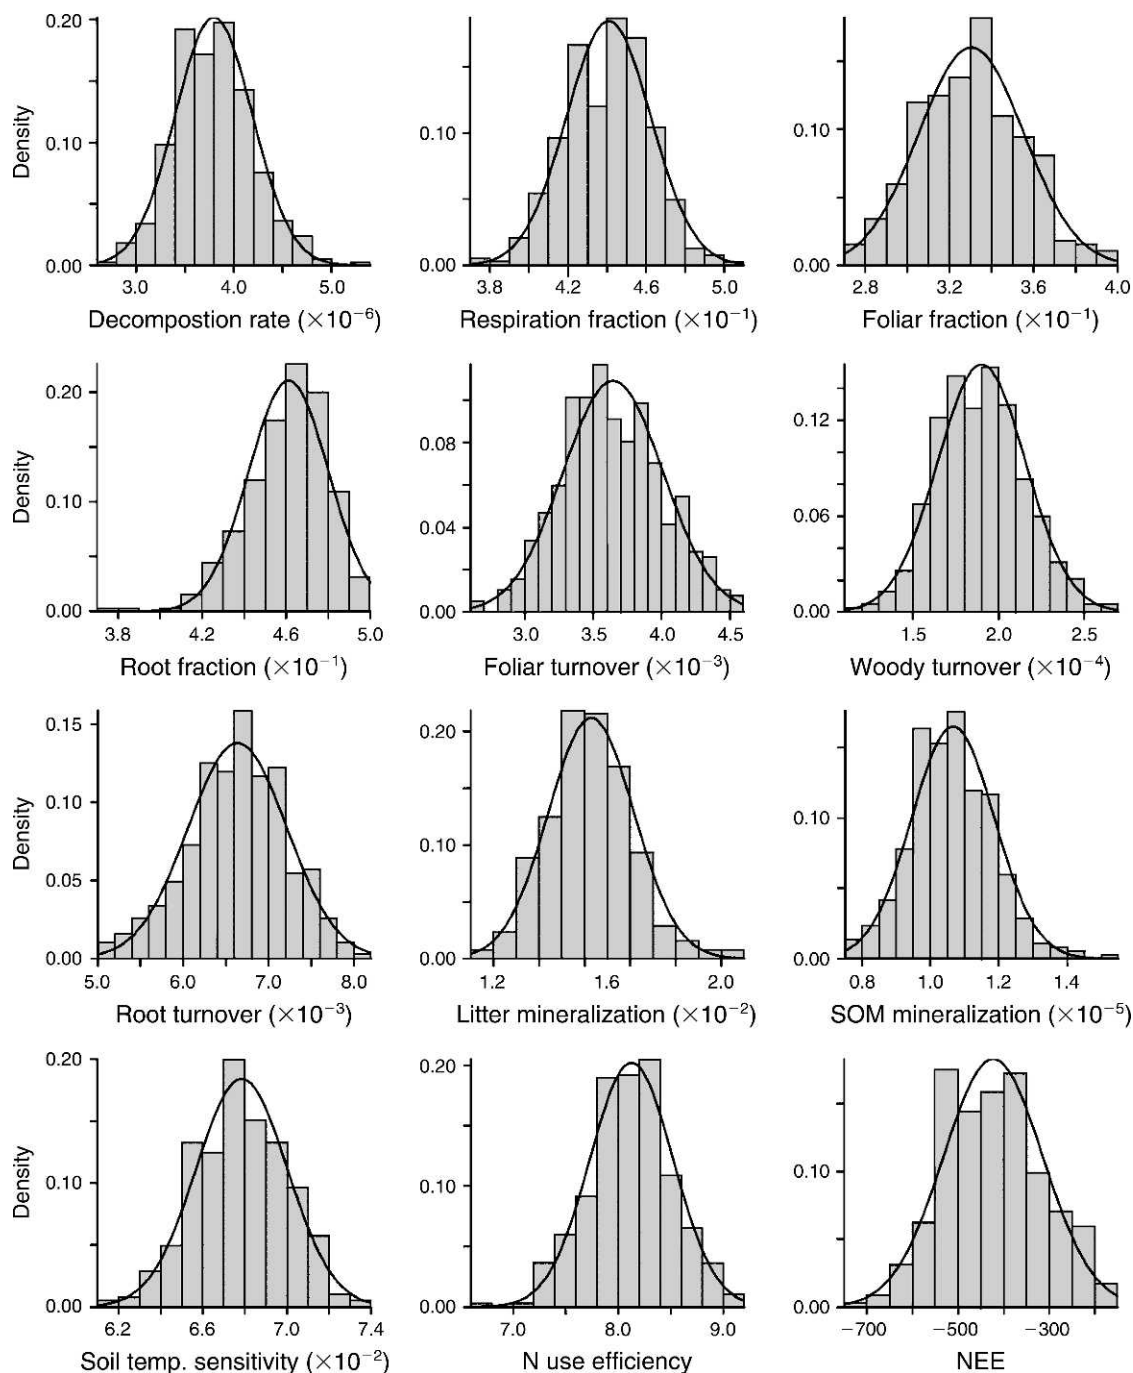 0.20
0.10
0.00
Density
3.0 4.0 5.0
Decompostion rate (×10−6)
0.10
0.00
3.8 4.2 4.6 5.0
Respiration fraction (×10−1)
0.10
0.00
2.8 3.2 3.6 4.0
Foliar fraction (×10−1)
0.20
0.10
0.00
Density
3.8 4.2 4.6 5.0
Root fraction (×10−1)
0.08
0.04
0.00
3.0 3.5 4.0 4.5
Foliar turnover (×10−3)
0.12
0.06
0.00
1.5 2.0 2.5
Woody turnover (×10−4)
0.15
0.10
0.05
0.00
Density
5.0 6.0 7.0 8.0
Root turnover (×10−3)
0.20
0.10
0.00
1.2 1.6 2.0
Litter mineralization (×10−2)
0.10
0.00
0.8 1.0 1.2 1.4
SOM mineralization (×10−5)
0.20
0.10
0.00
Density
6.2 6.6 7.0 7.4
Soil temp. sensitivity (×10−2)
0.20
0.10
0.00
7.0 8.0 9.0
N use efficiency
0.10
0.00
−700 −500 −300
NEE